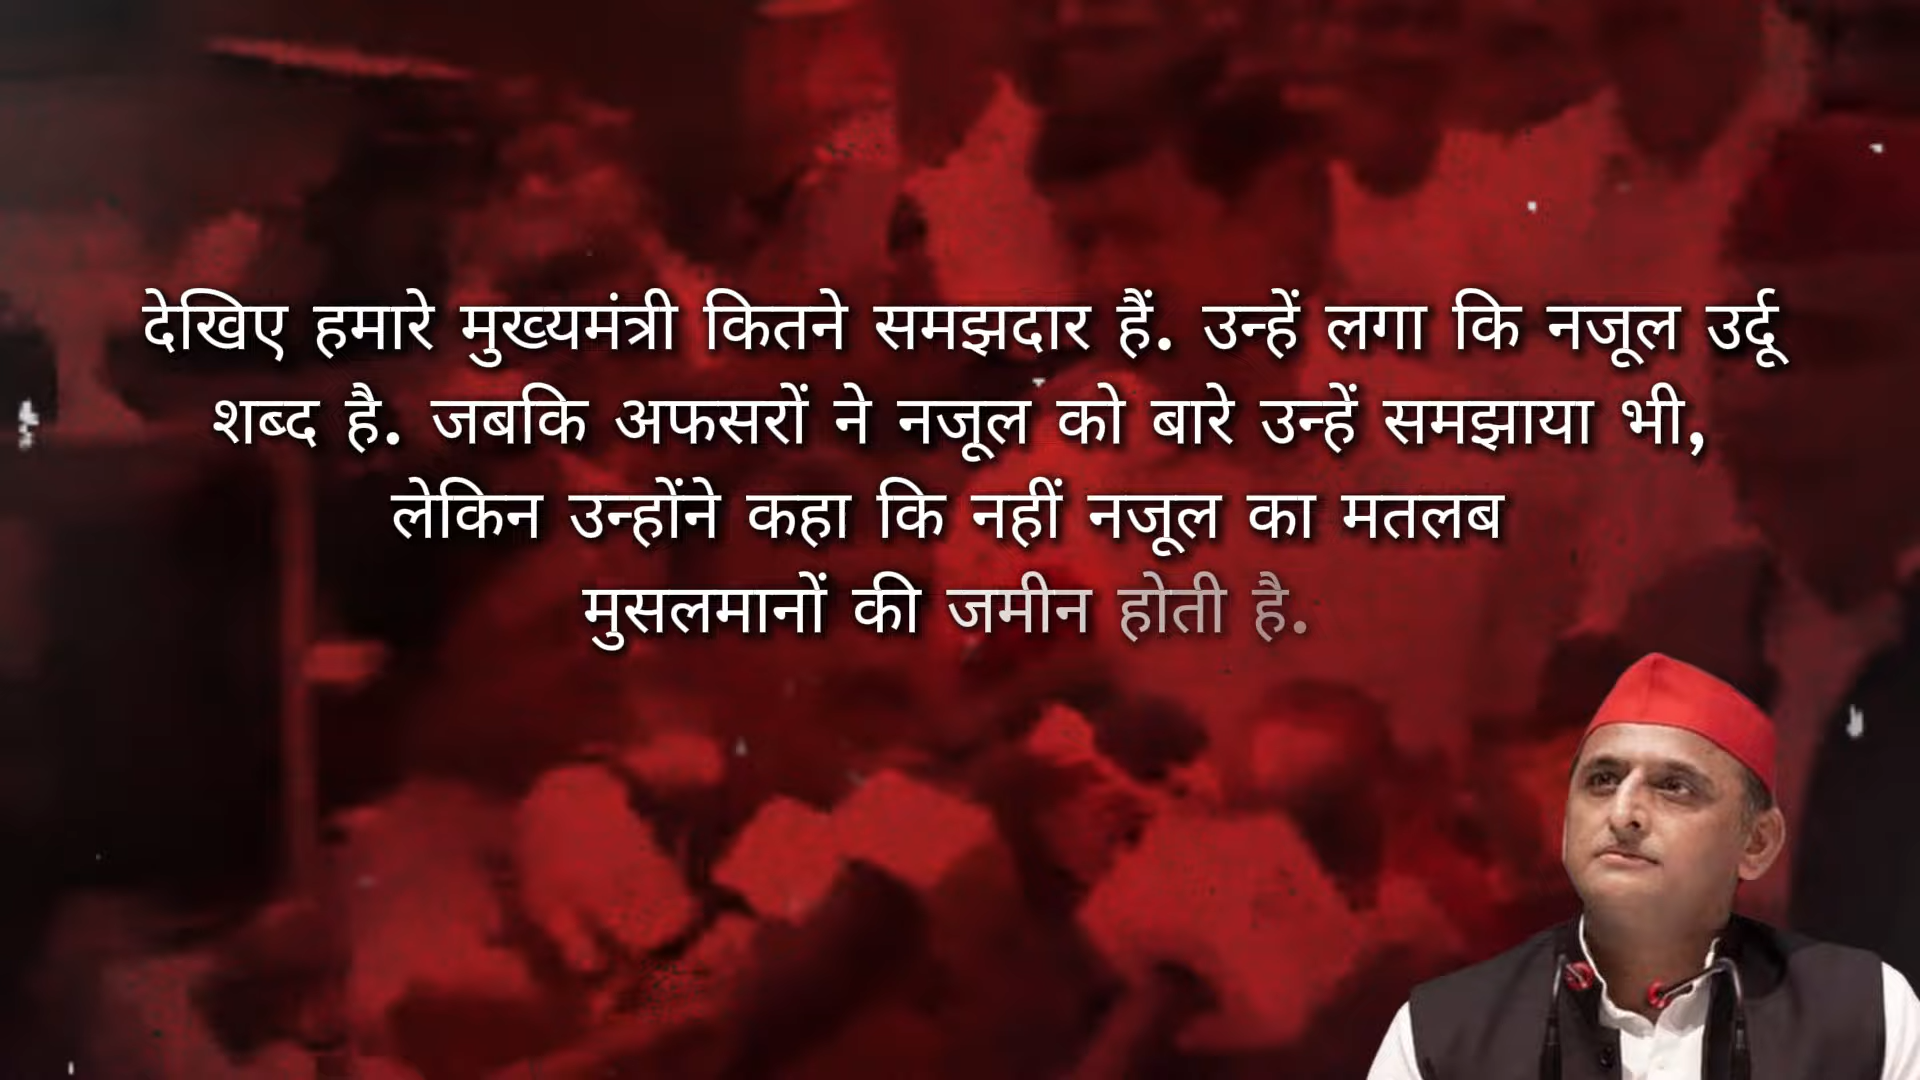 देखिए हमारे मुख्यमंत्री कितने समझदार हैं. उन्हें लगा कि नजूल उर्दू
शब्द है. जबकि अफसरों ने नजूल को बारे उन्हें समझाया भी,
लेकिन उन्होंने कहा कि नहीं नजूल का मतलब
मुसलमानों की जमीन होती है.